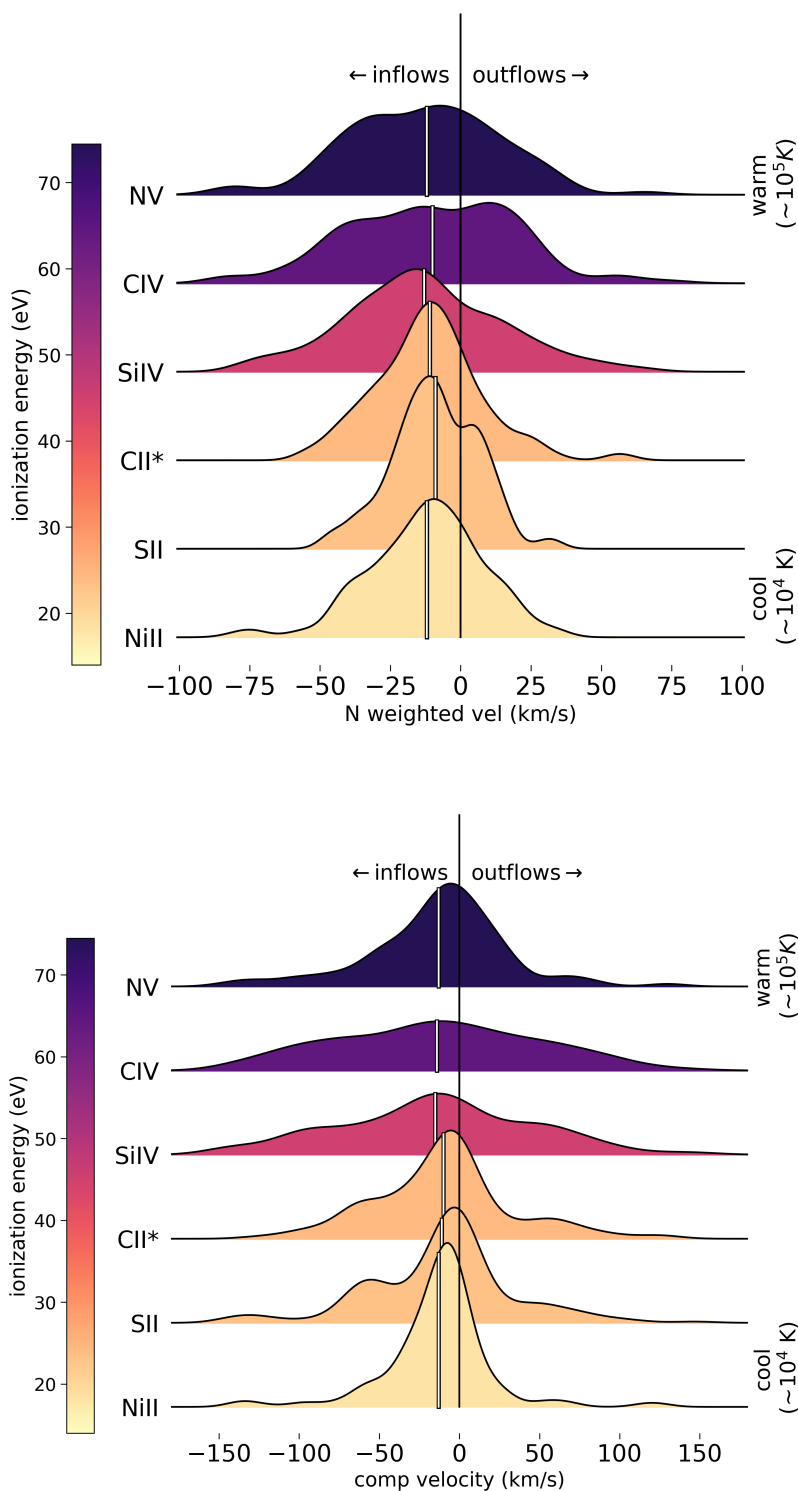 ← inflows outflows →
70
60
50
40
30
20
ionization energy (eV)
NV
CIV
SiIV
CII*
SII
NiII
warm
(~10⁵K)
cool
(~10⁴ K)
−100 −75 −50 −25 0 25 50 75 100
N weighted vel (km/s)
← inflows outflows →
70
60
50
40
30
20
ionization energy (eV)
NV
CIV
SiIV
CII*
SII
NiII
warm
(~10⁵K)
cool
(~10⁴ K)
−150 −100 −50 0 50 100 150
comp velocity (km/s)